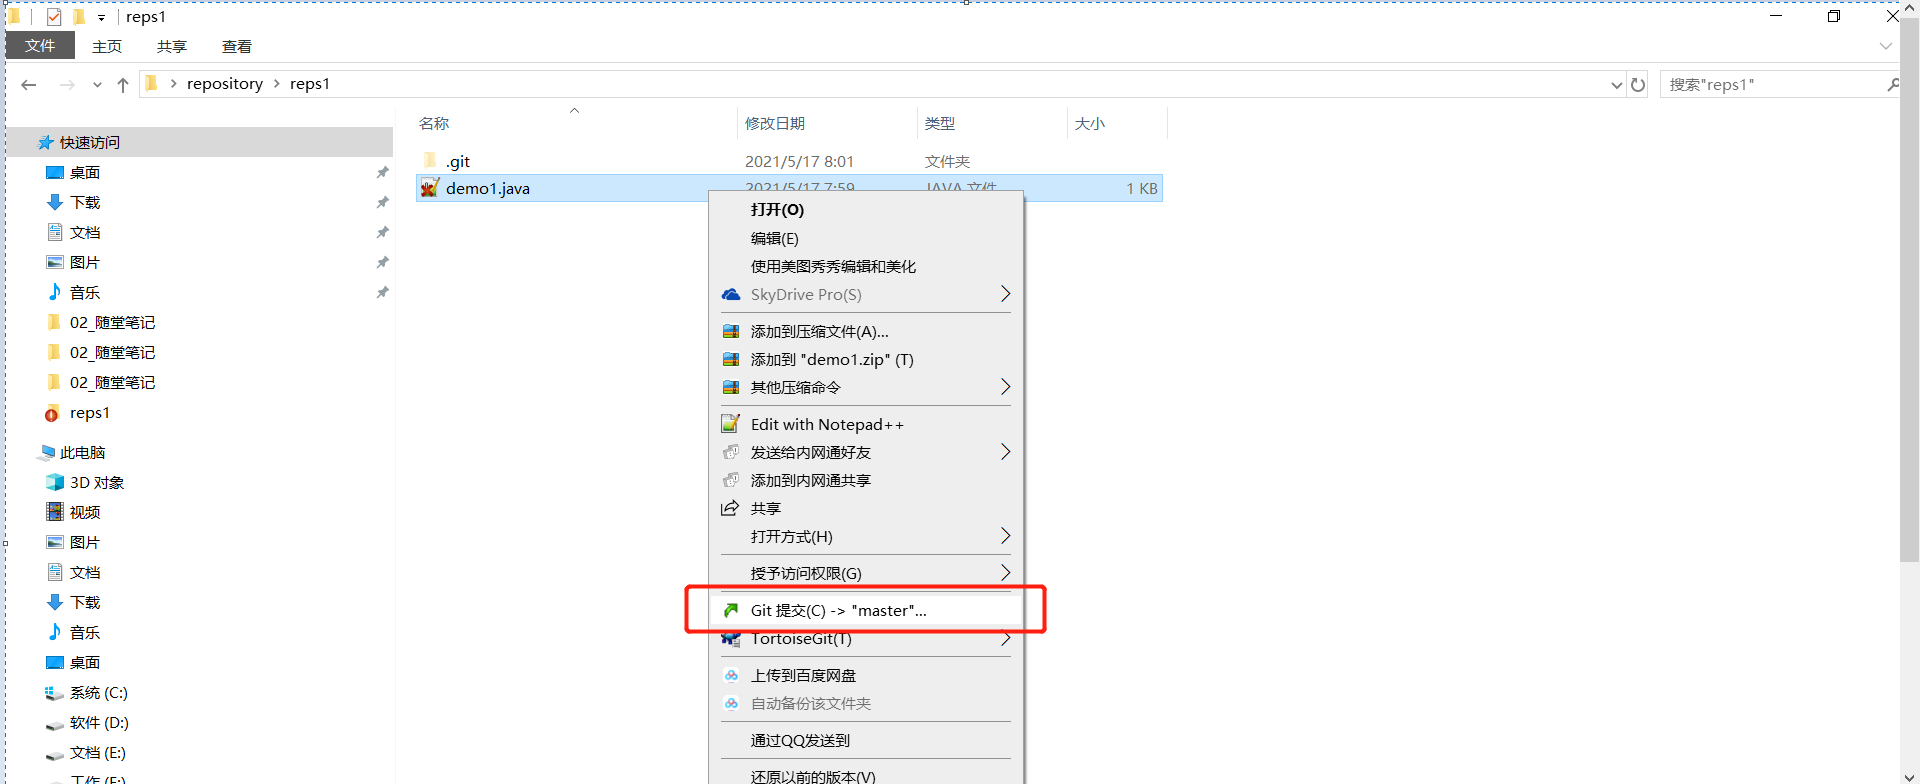 reps1
文件 主页 共享 查看
repository reps1
搜索"reps1"
名称 修改日期 类型 大小
快速访问
桌面
下载
文档
图片
音乐
02_随堂笔记
02_随堂笔记
02_随堂笔记
reps1
此电脑
3D 对象
视频
图片
文档
下载
音乐
桌面
系统 (C:)
软件 (D:)
文档 (E:)
工作 (F:)
.git 2021/5/17 8:01 文件夹
demo1.java 2021/5/17 7:59 JAVA 文件 1 KB
打开(O)
编辑(E)
使用美图秀秀编辑和美化
SkyDrive Pro(S)
添加到压缩文件(A)...
添加到 "demo1.zip" (T)
其他压缩命令
Edit with Notepad++
发送给内网通好友
添加到内网通共享
共享
打开方式(H)
授予访问权限(G)
Git 提交(C) -> "master"...
TortoiseGit(T)
上传到百度网盘
自动备份该文件夹
通过QQ发送到
还原以前的版本(V)